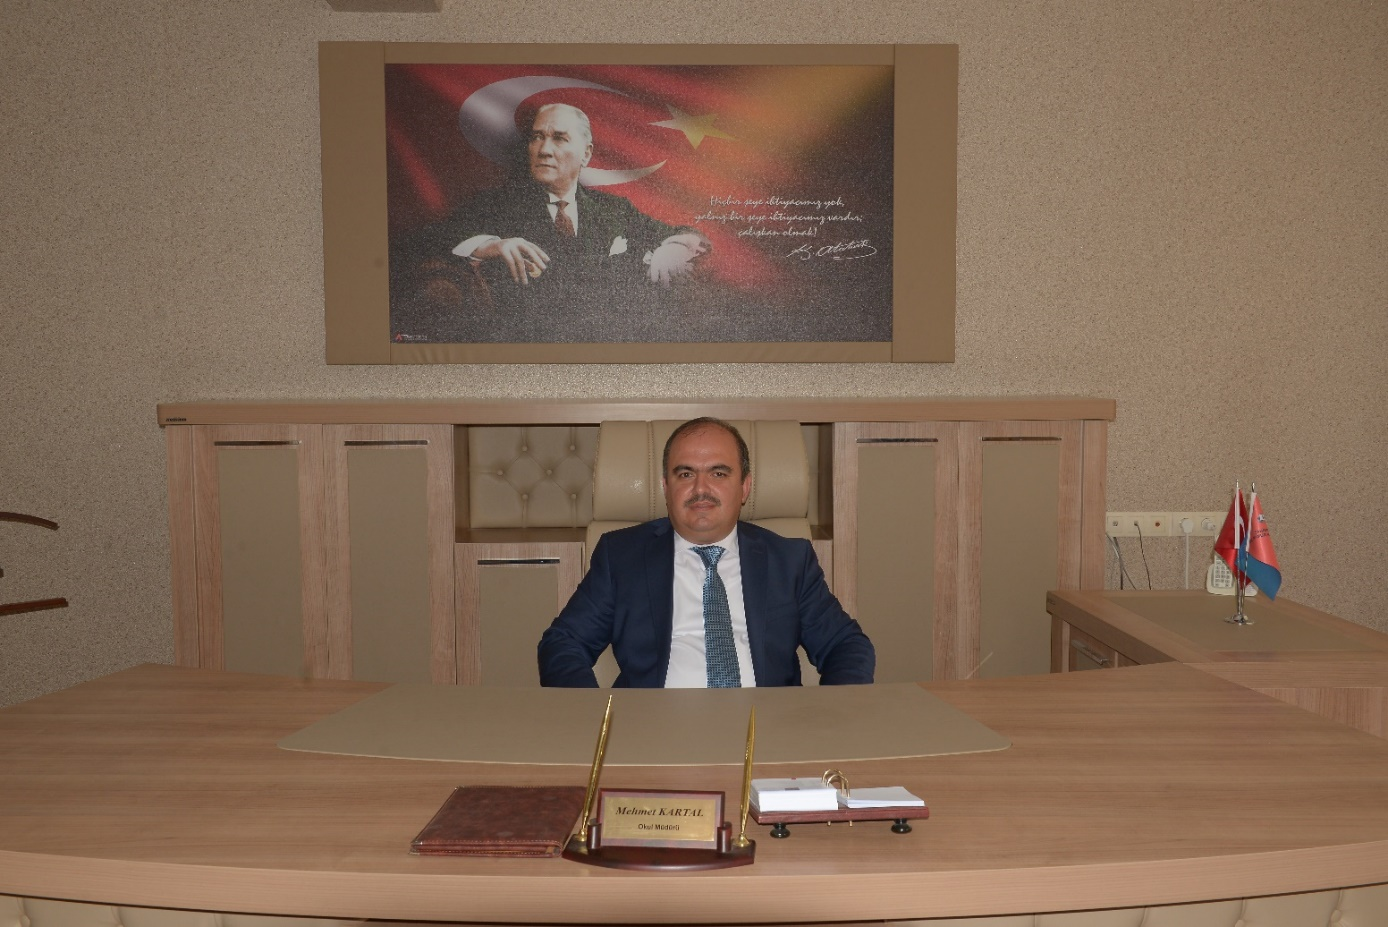 Hiçbir şeye ihtiyacımız yok,
yalnız bir şeye ihtiyacımız vardır;
çalışkan olmak!
K. Atatürk
Mehmet KARTAL
Okul Müdürü